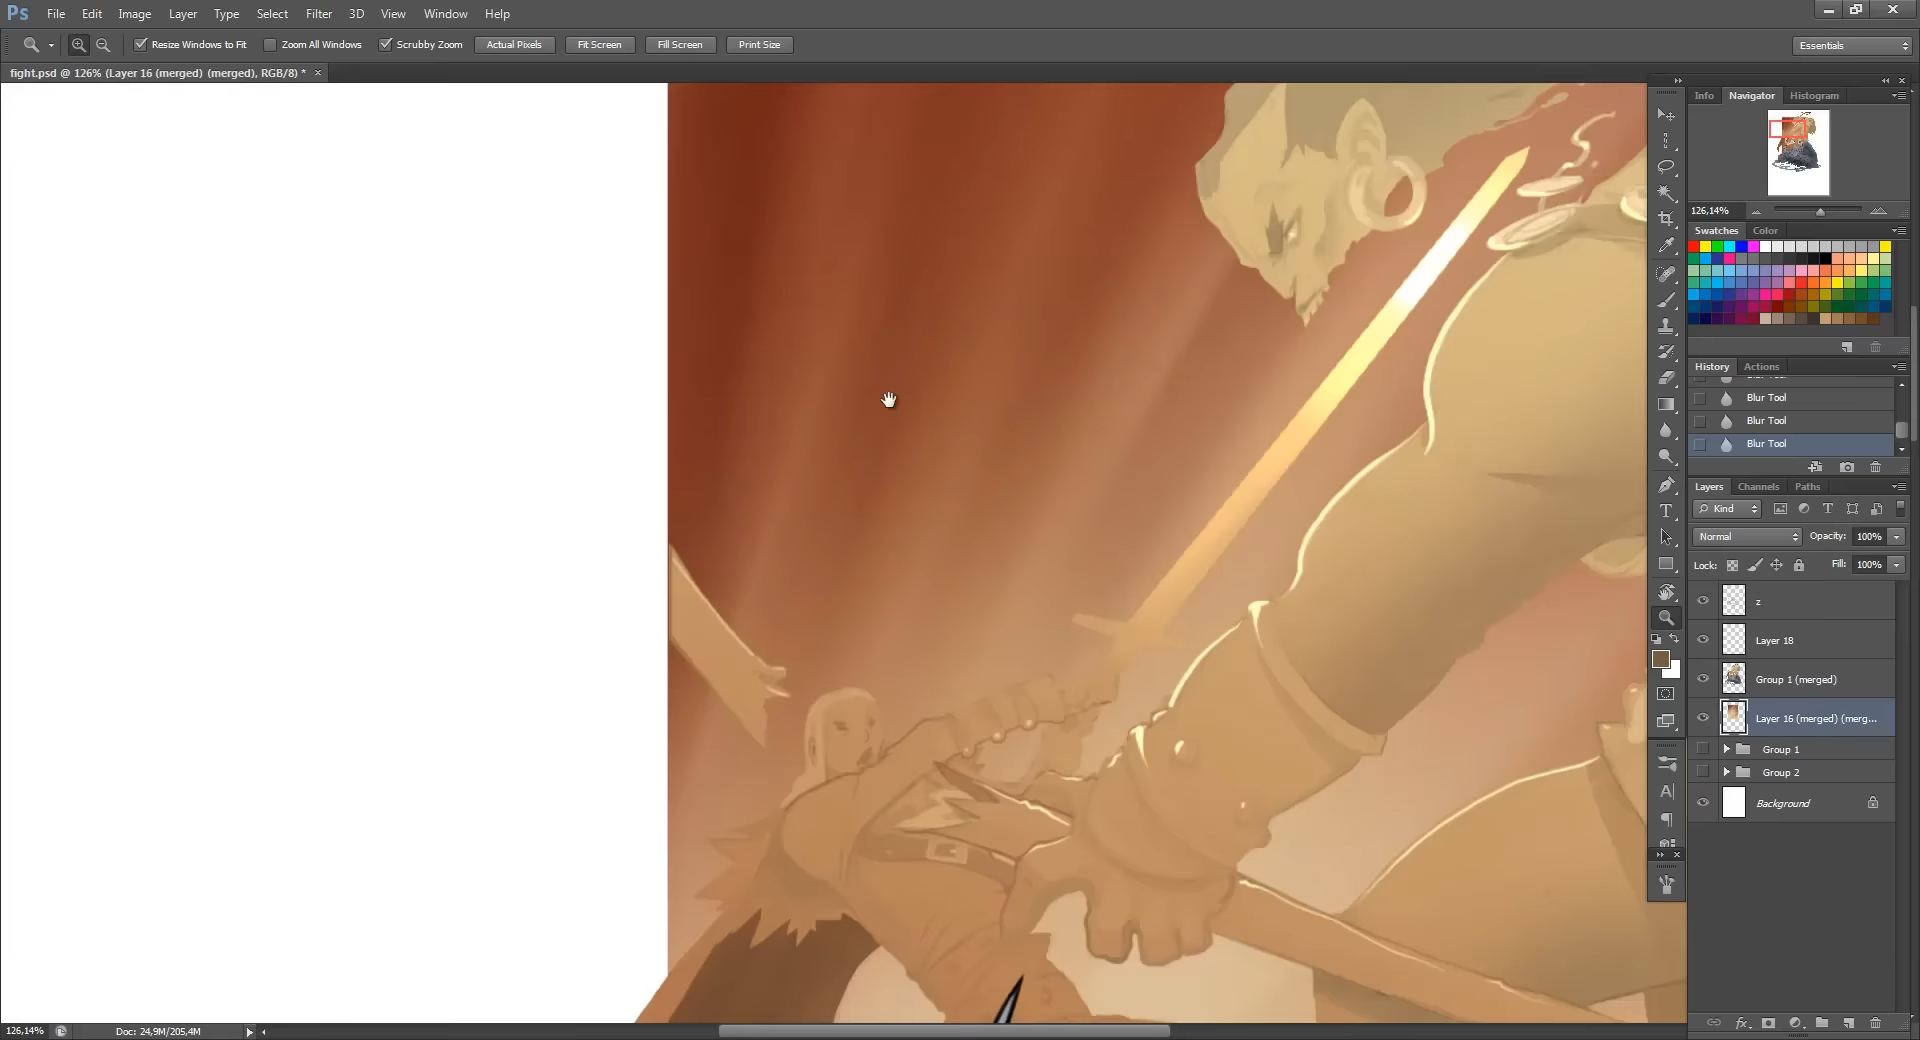 Ps File Edit Image Layer Type Select Filter 3D View Window Help
Resize Windows to Fit Zoom All Windows Scrubby Zoom Actual Pixels Fit Screen Fill Screen Print Size Essentials
fight.psd @ 126% (Layer 16 (merged) (merged), RGB/8) *
Info Navigator Histogram
126,14%
Swatches Color
History Actions
Blur Tool
Blur Tool
Blur Tool
Layers Channels Paths
Kind
Normal Opacity: 100%
Lock: Fill: 100%
z
Layer 18
Group 1 (merged)
Layer 16 (merged) (merg...
Group 1
Group 2
Background
126,14% Doc: 24,9M/205,4M